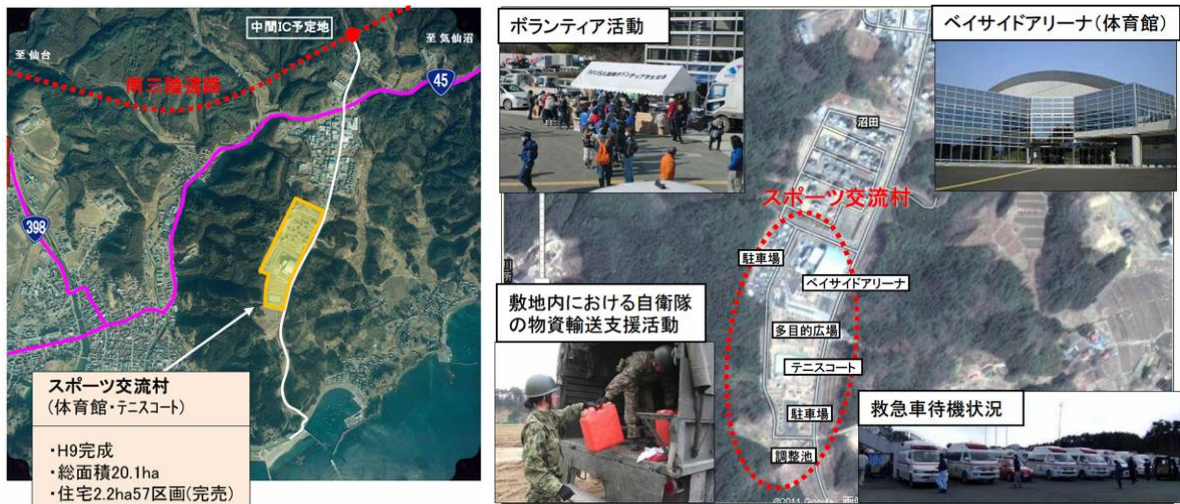 中間IC予定地
至 仙台
至 気仙沼
45
南三陸道路
398
スポーツ交流村
(体育館・テニスコート)
・H9完成
・総面積20.1ha
・住宅2.2ha57区画(完売)
ボランティア活動
ベイサイドアリーナ(体育館)
沼田
スポーツ交流村
駐車場
ベイサイドアリーナ
敷地内における自衛隊
の物資輸送支援活動
多目的広場
テニスコート
駐車場
救急車待機状況
調整池
©2011 Google